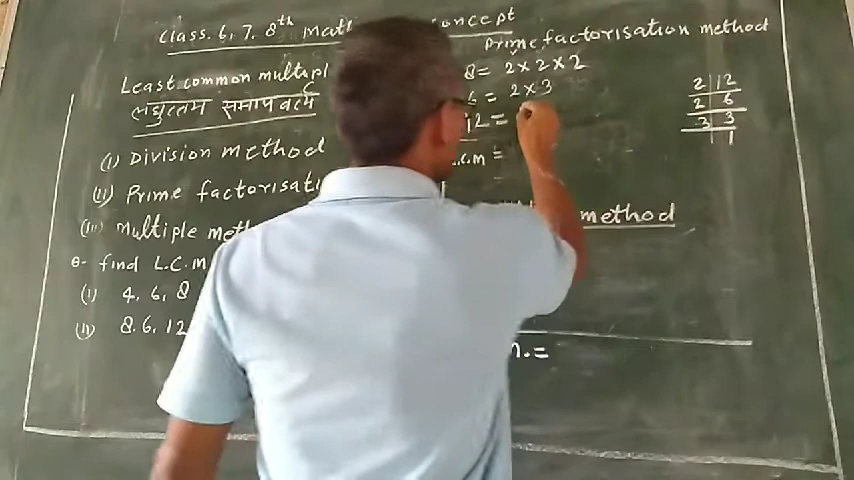 Class. 6, 7, 8th math concept
Prime factorisation method
Least common multipl
लघुत्तम समापवर्त्य
(i) Division method
(ii) Prime factorisati
(iii) Multiple met
Q- find L.C.M
(i) 4, 6, 8
(ii) 8, 6, 12
8 = 2 × 2 × 2
6 = 2 × 3
12 =
L.C.M =
method
2 | 12
2 | 6
3 | 3
| 1
M. =